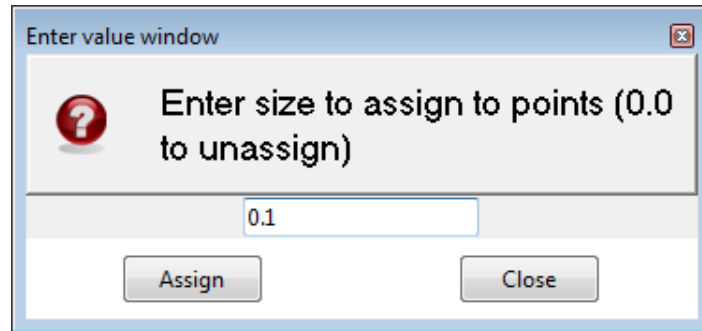 Enter value window
Enter size to assign to points (0.0
to unassign)
0.1
Assign Close